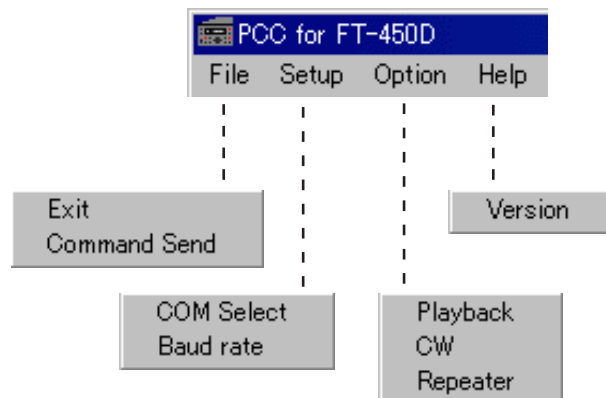 PCC for FT-450D
File Setup Option Help
Exit
Command Send
Version
COM Select
Baud rate
Playback
CW
Repeater